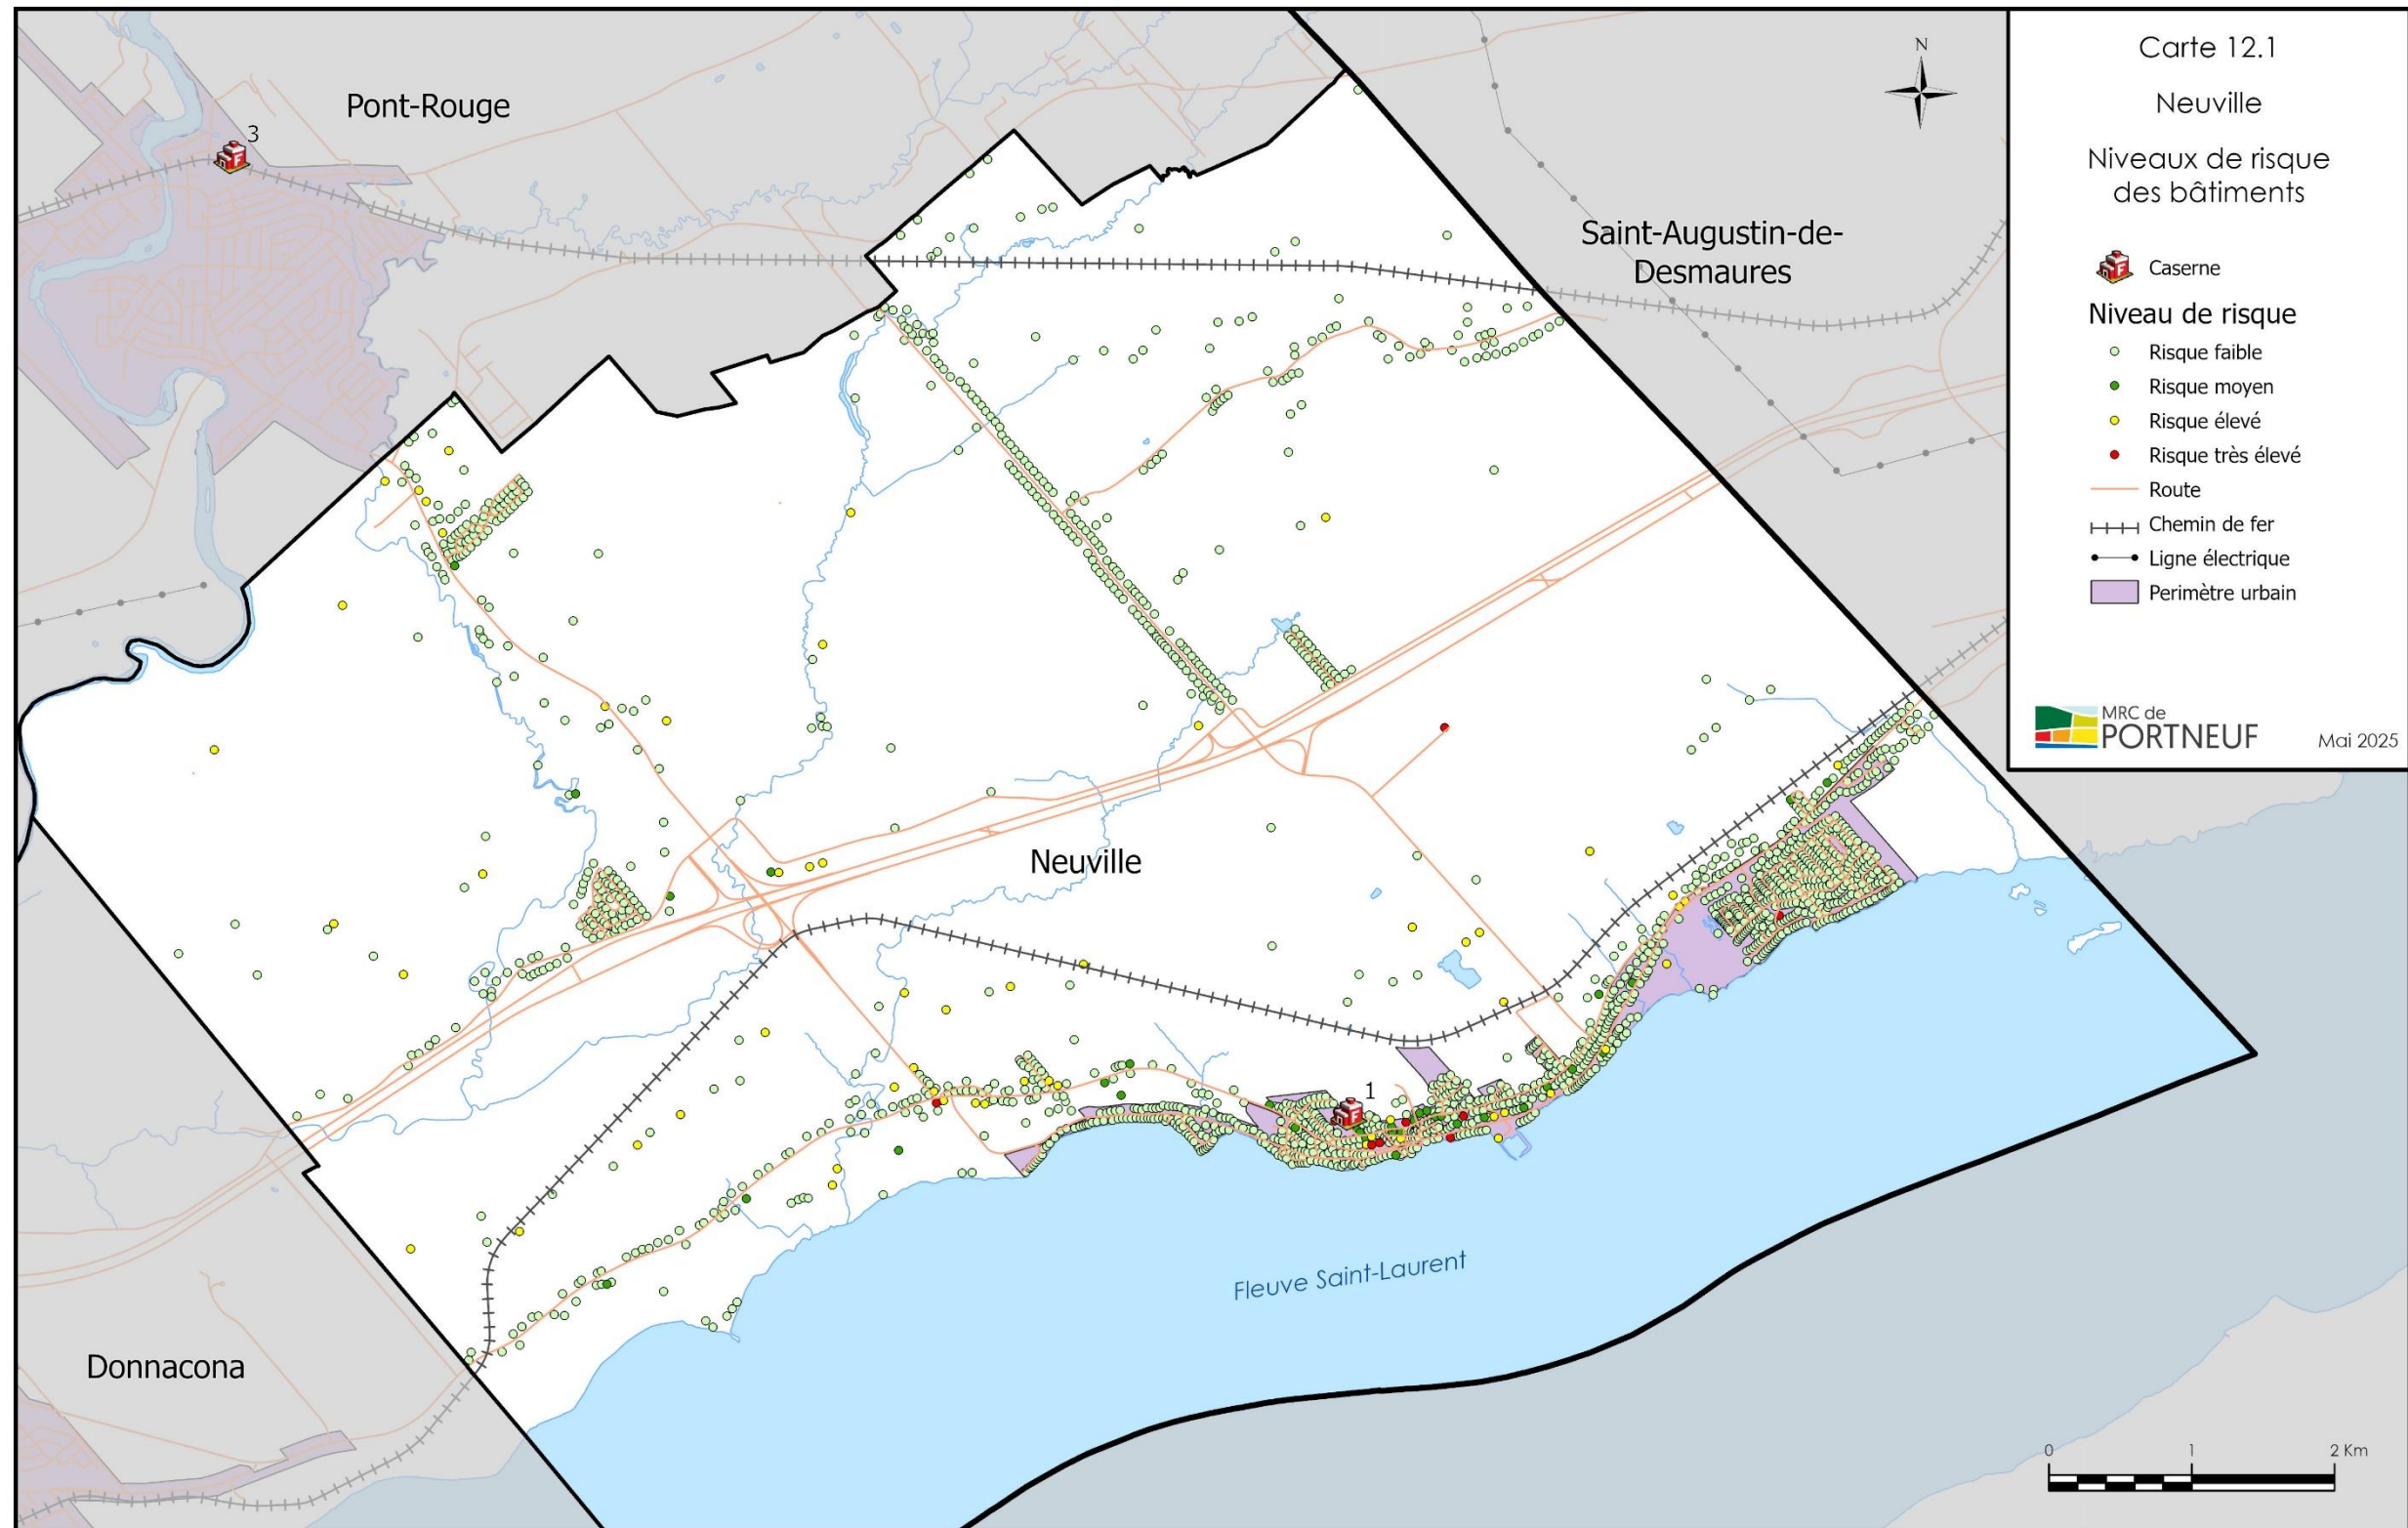 Carte 12.1
Neuville
Niveaux de risque
des bâtiments
Caserne
Niveau de risque
Risque faible
Risque moyen
Risque élevé
Risque très élevé
Route
Chemin de fer
Ligne électrique
Perimètre urbain
MRC de
PORTNEUF
Mai 2025
N
Pont-Rouge
3
Saint-Augustin-de-
Desmaures
Neuville
1
Fleuve Saint-Laurent
Donnacona
0 1 2 Km